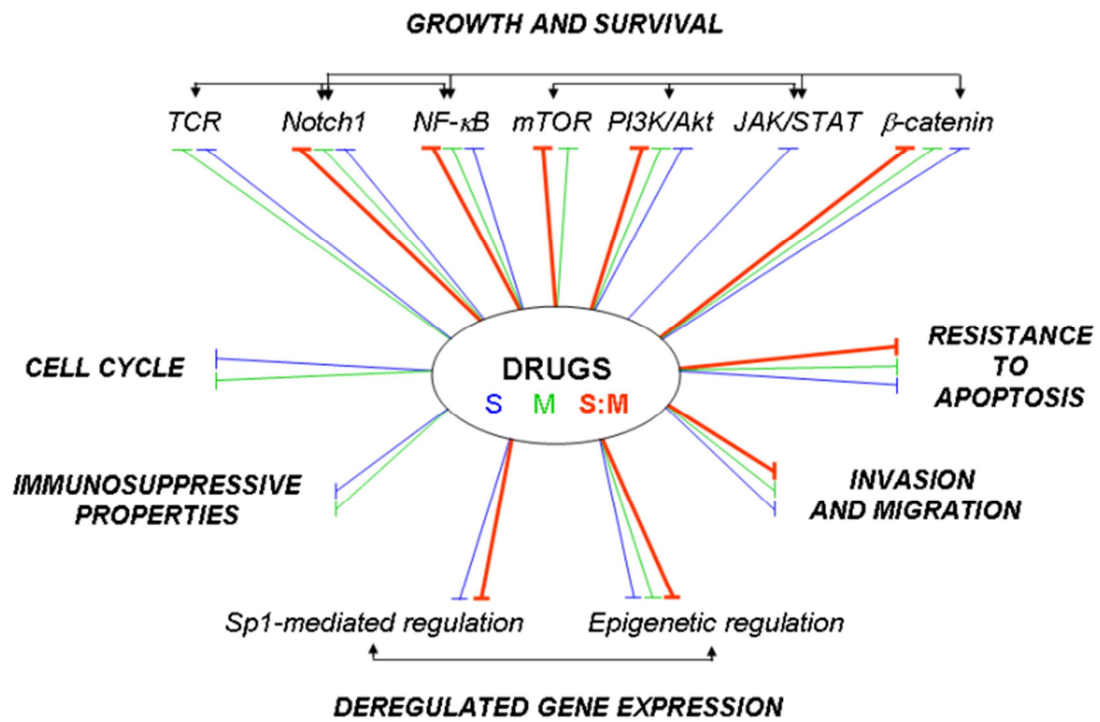 GROWTH AND SURVIVAL
TCR Notch1 NF-κB mTOR PI3K/Akt JAK/STAT β-catenin
CELL CYCLE
DRUGS
S M S:M
RESISTANCE
TO
APOPTOSIS
IMMUNOSUPPRESSIVE
PROPERTIES
INVASION
AND MIGRATION
Sp1-mediated regulation Epigenetic regulation
DEREGULATED GENE EXPRESSION